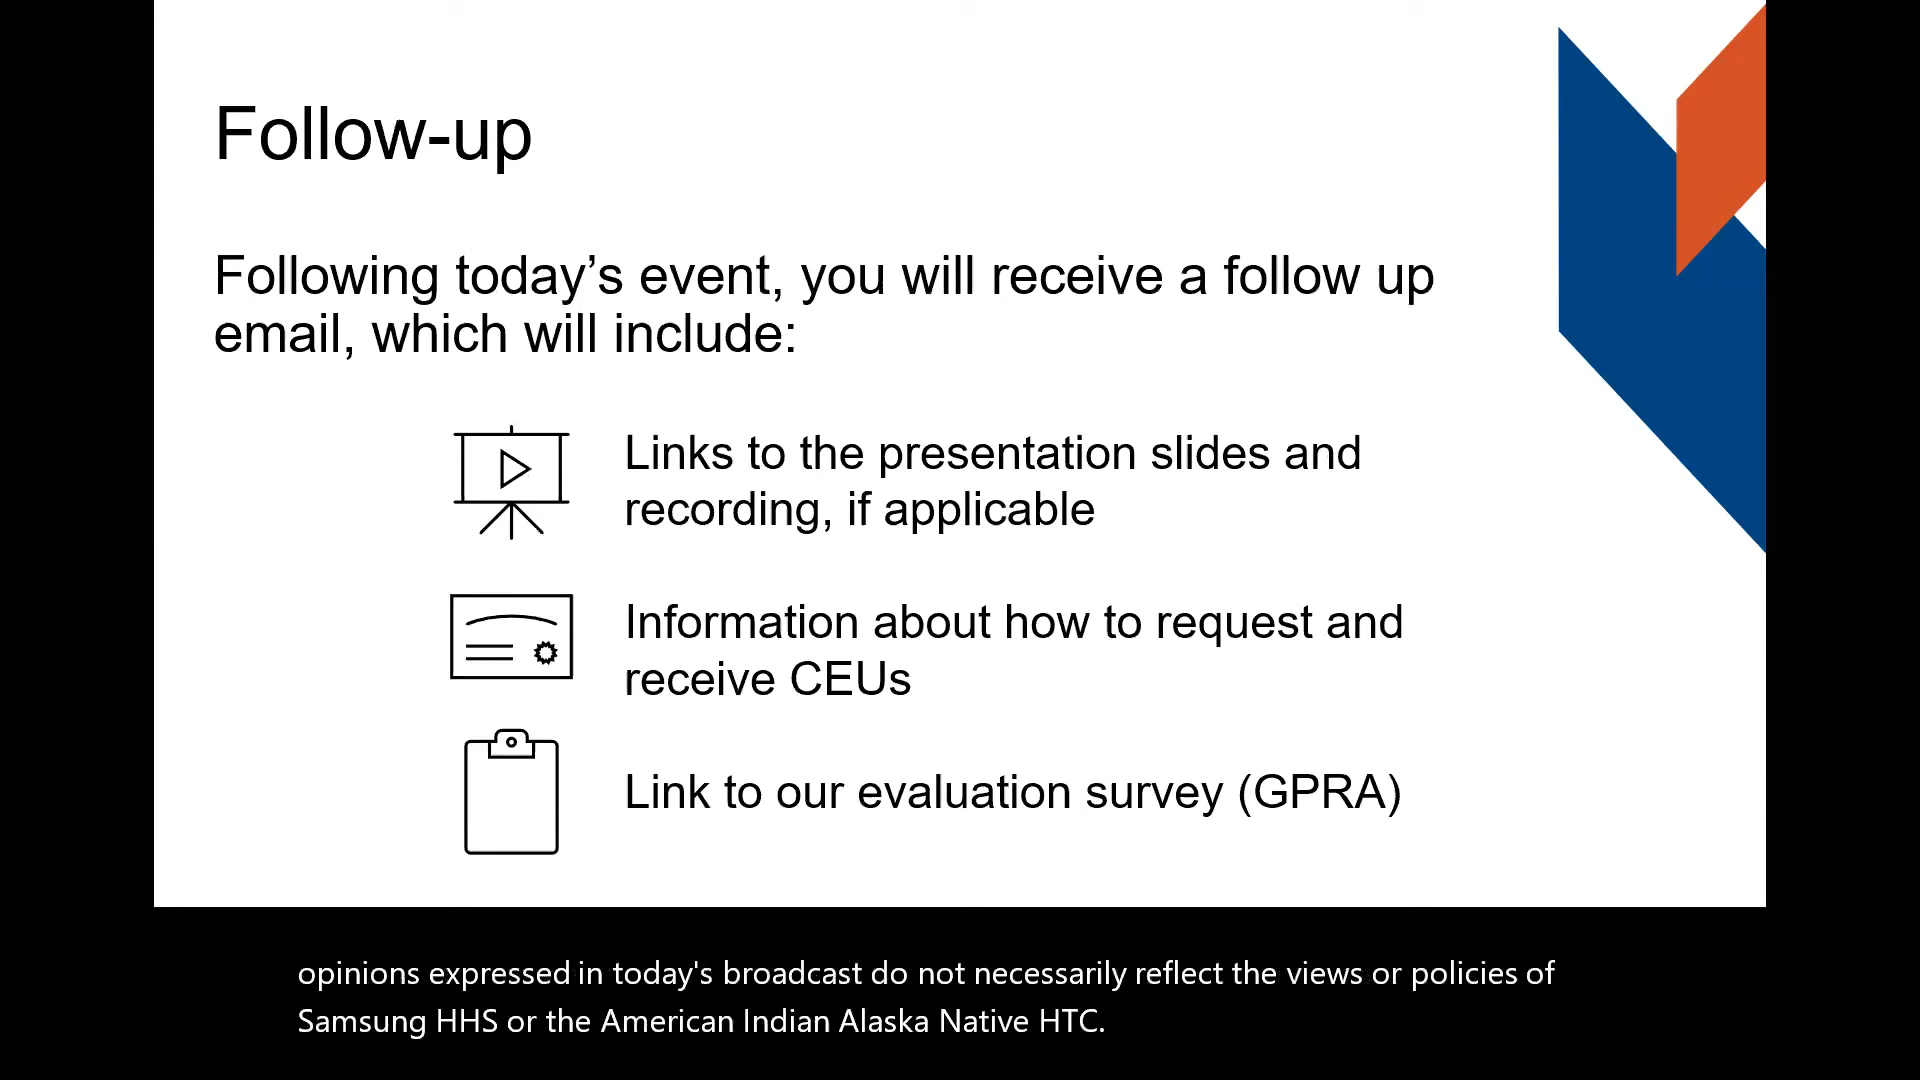 Follow-up
Following today’s event, you will receive a follow up
email, which will include:
Links to the presentation slides and
recording, if applicable
Information about how to request and
receive CEUs
Link to our evaluation survey (GPRA)
opinions expressed in today's broadcast do not necessarily reflect the views or policies of
Samsung HHS or the American Indian Alaska Native HTC.